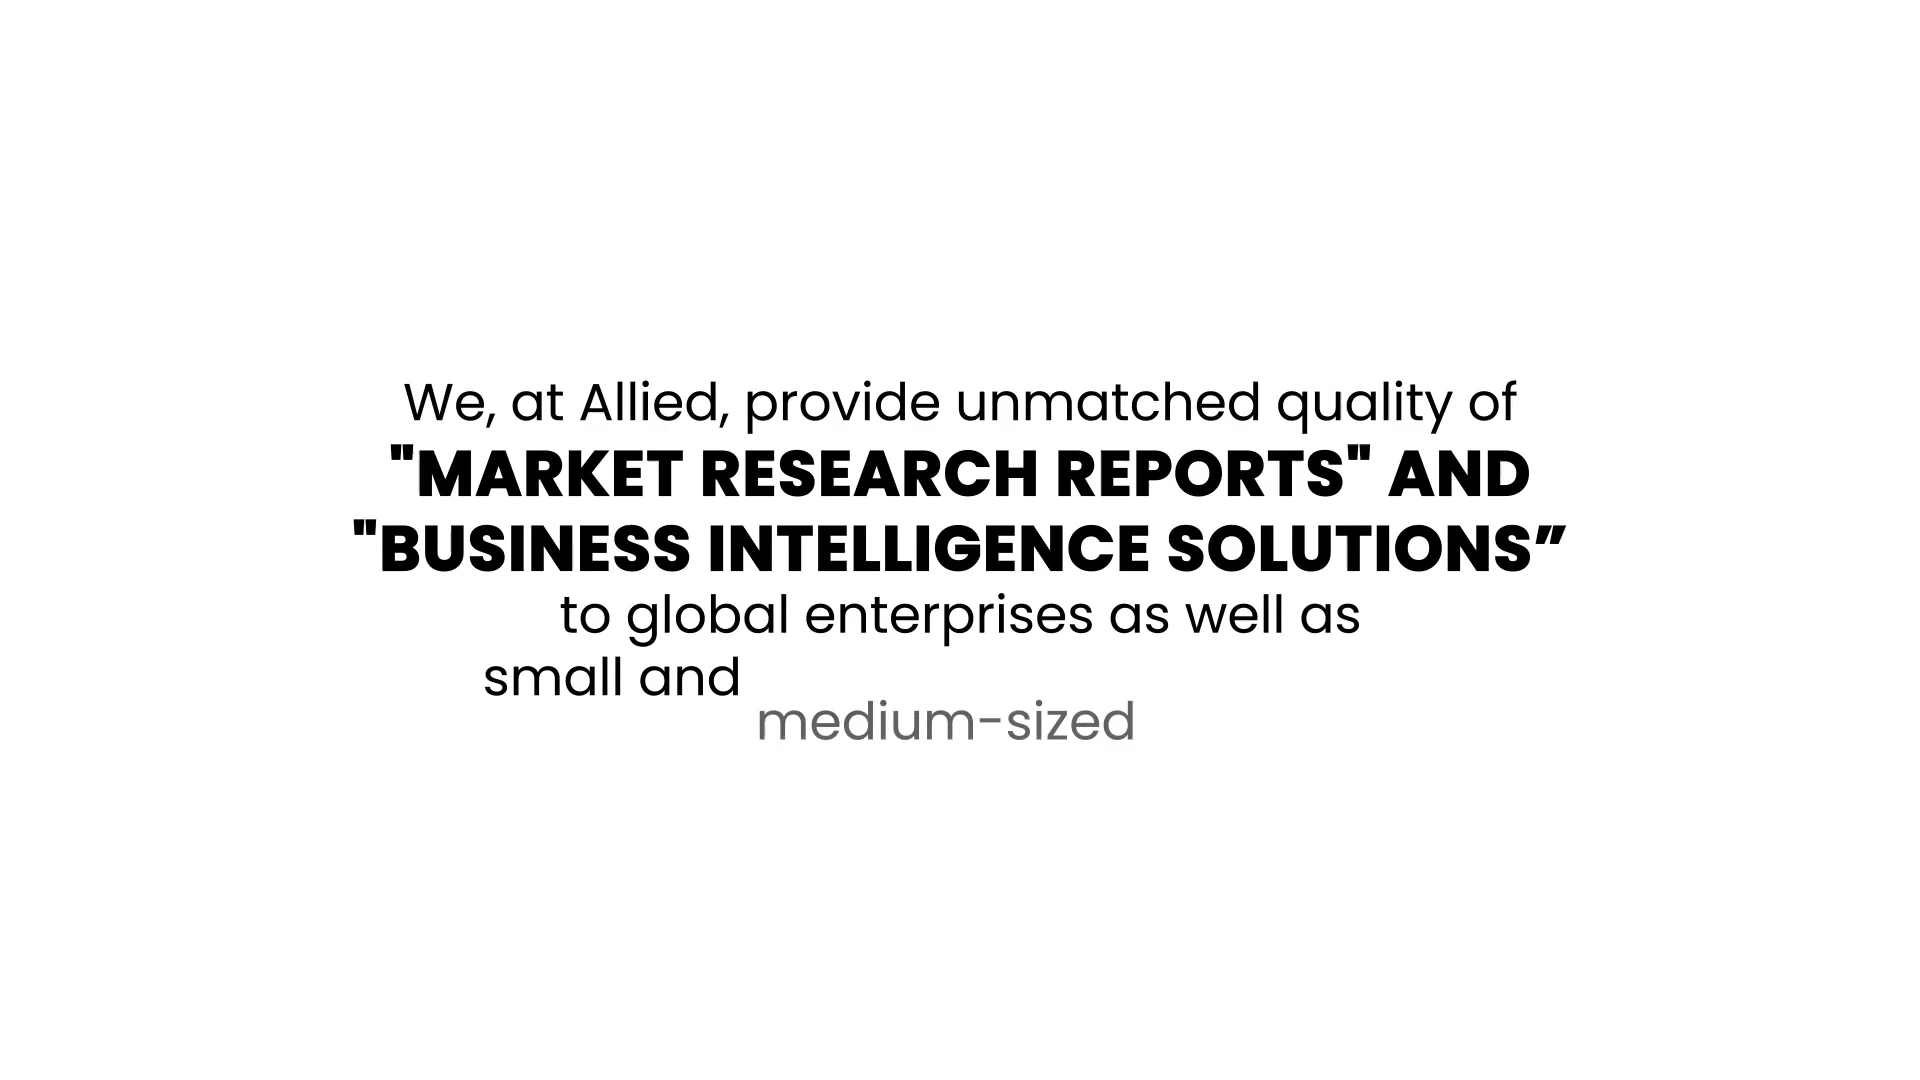 We, at Allied, provide unmatched quality of
"MARKET RESEARCH REPORTS" AND
"BUSINESS INTELLIGENCE SOLUTIONS”
to global enterprises as well as
small and
medium-sized